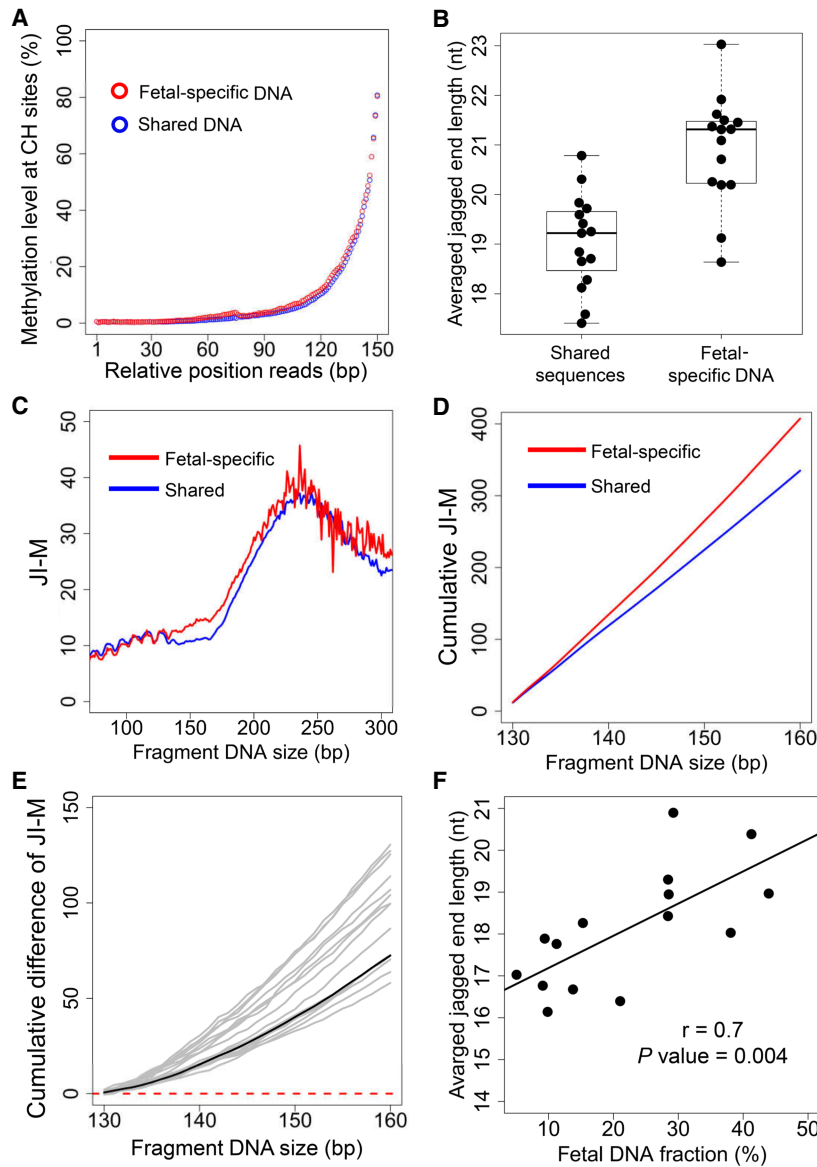 A
Methylation level at CH sites (%)
100
80
60
40
20
0
Fetal-specific DNA
Shared DNA
1 30 60 90 120 150
Relative position reads (bp)
B
Averaged jagged end length (nt)
23
22
21
20
19
18
Shared sequences
Fetal-specific DNA
C
JI-M
50
40
30
20
10
0
Fetal-specific
Shared
100 150 200 250 300
Fragment DNA size (bp)
D
Cumulative JI-M
400
300
200
100
0
Fetal-specific
Shared
130 140 150 160
Fragment DNA size (bp)
E
Cumulative difference of JI-M
150
100
50
0
130 140 150 160
Fragment DNA size (bp)
F
Avarged jagged end length (nt)
21
20
19
18
17
16
15
14
r = 0.7
P value = 0.004
10 20 30 40 50
Fetal DNA fraction (%)